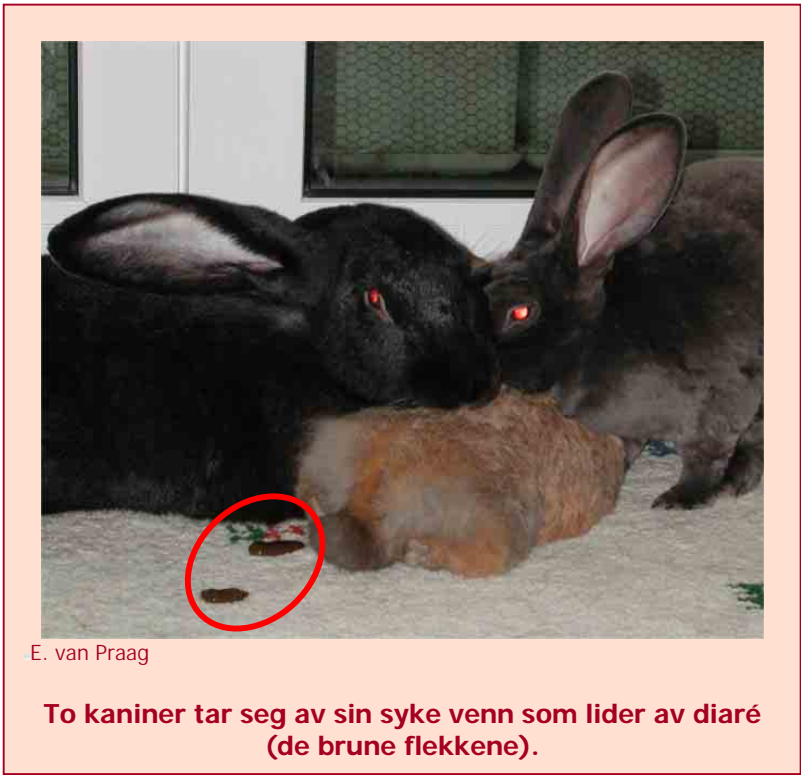 E. van Praag
To kaniner tar seg av sin syke venn som lider av diaré
(de brune flekkene).